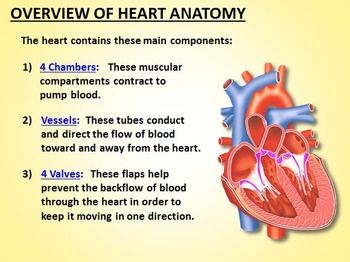 OVERVIEW OF HEART ANATOMY
The heart contains these main components:
1) 4 Chambers: These muscular
compartments contract to
pump blood.
2) Vessels: These tubes conduct
and direct the flow of blood
toward and away from the heart.
3) 4 Valves: These flaps help
prevent the backflow of blood
through the heart in order to
keep it moving in one direction.